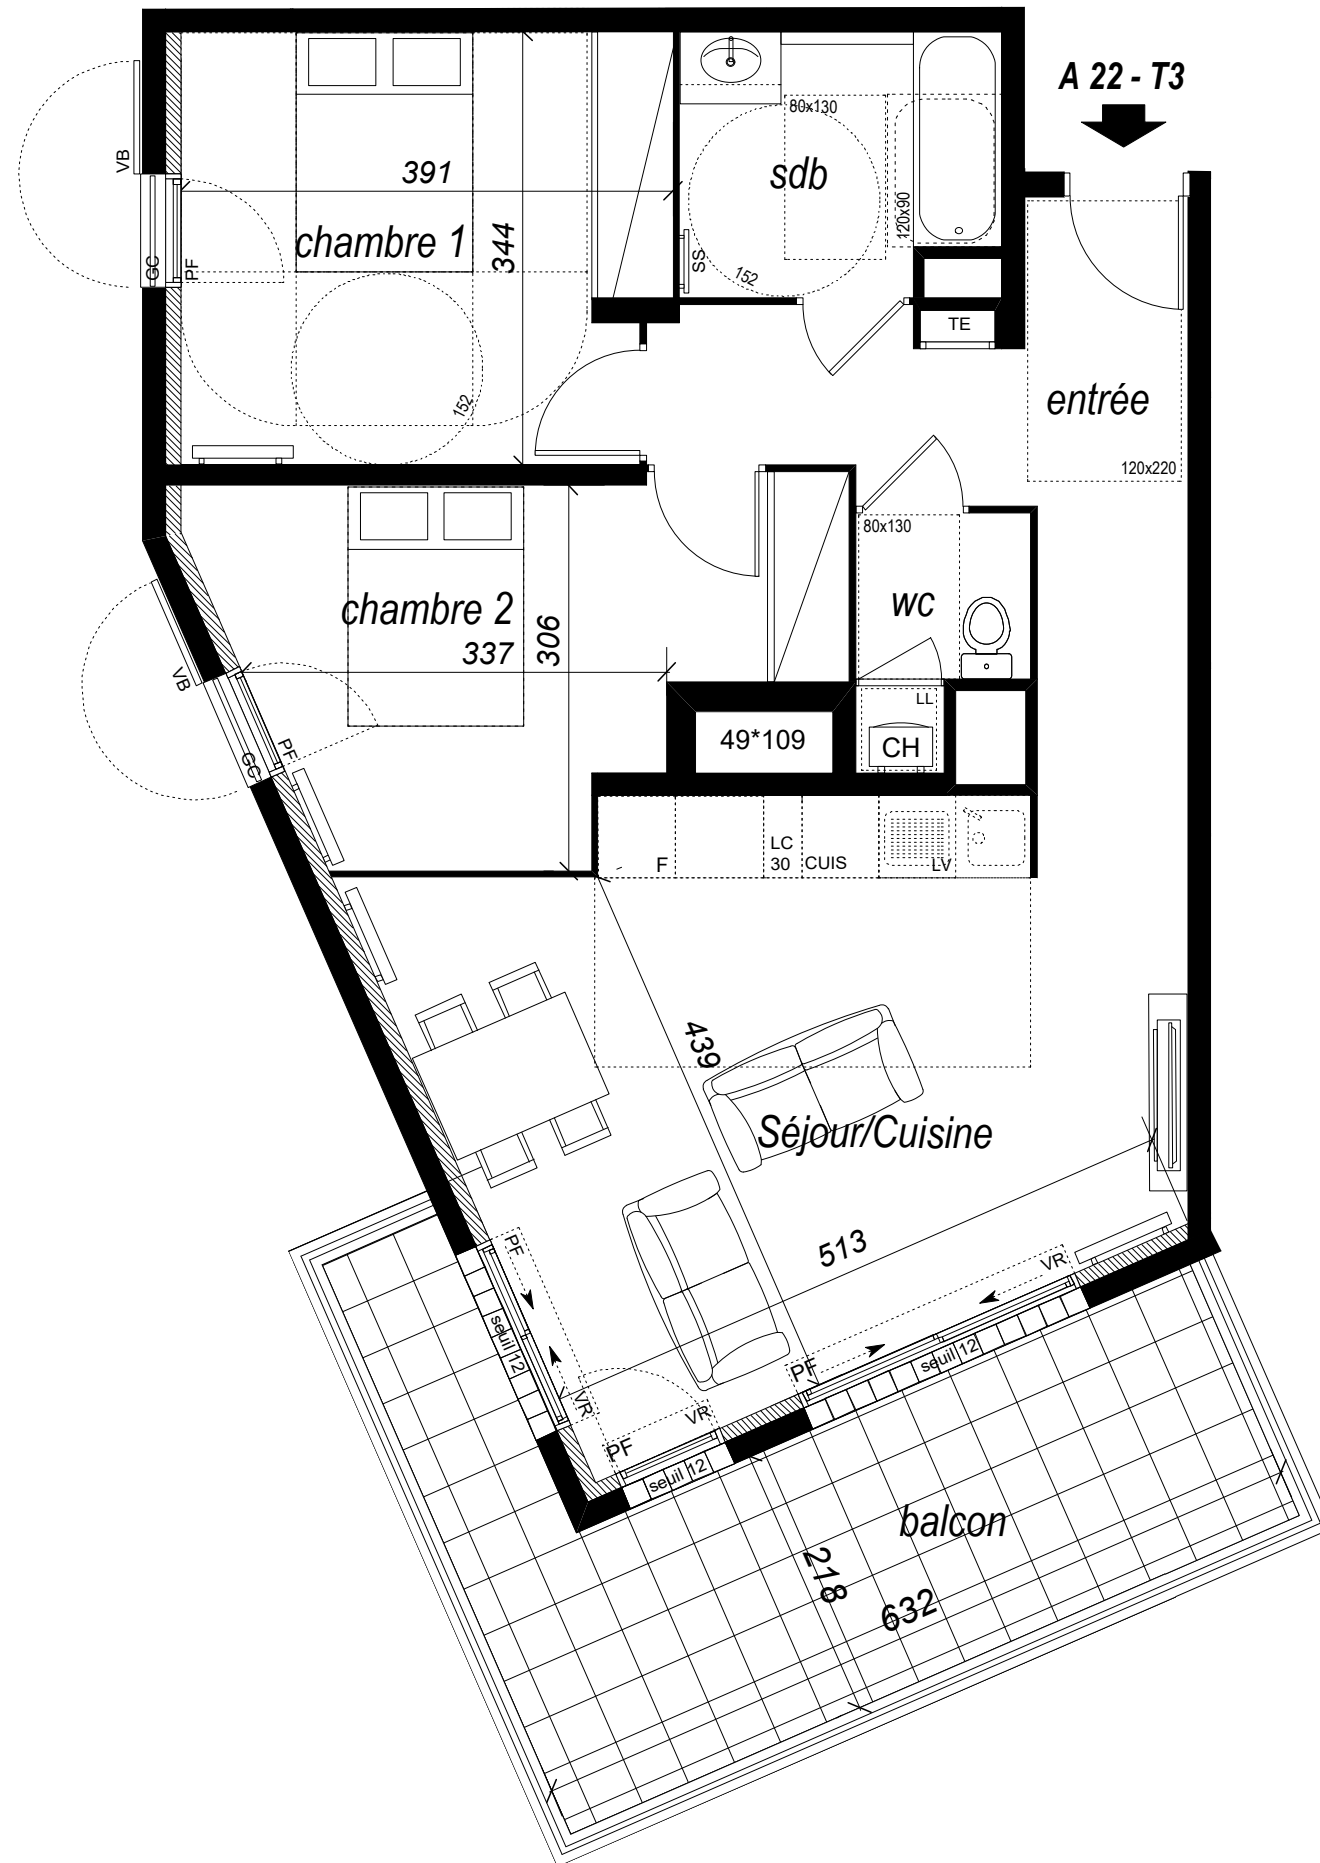 A 22 - T3
80x130
sdb
VB
391
120x90
chambre 1
344
GC
PF
SS
152
TE
152
entrée
120x220
80x130
chambre 2
wc
337
306
VB
PF
GC
LL
49*109
CH
F
LC
30
CUIS
LV
439
Séjour/Cuisine
513
PF
VR
seuil 12
seuil 12
PF
VR
VR
PF
seuil 12
balcon
218
632